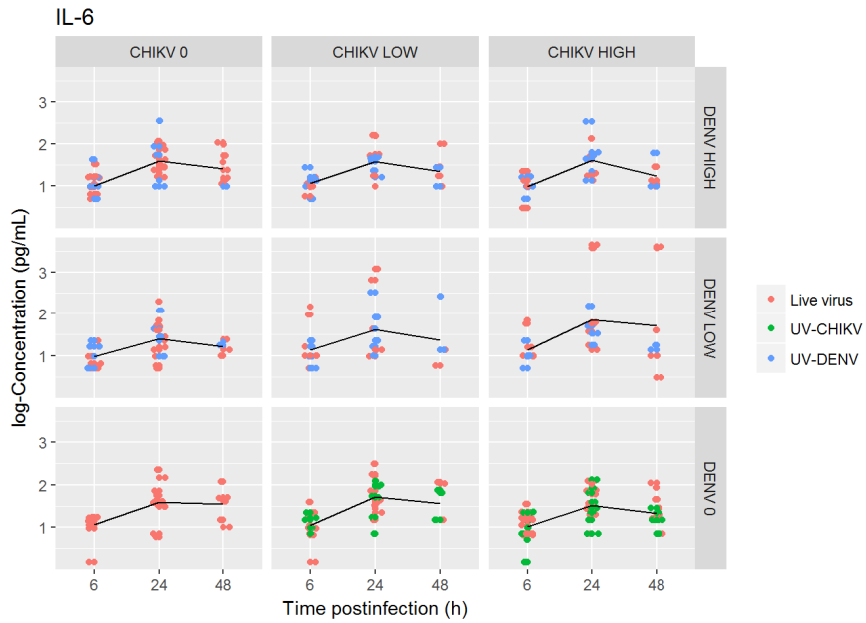 IL-6
CHIKV 0
CHIKV LOW
CHIKV HIGH
3
2
1
DENV HIGH
3
2
1
DENV LOW
3
2
1
DENV 0
6
24
48
6
24
48
6
24
48
Time postinfection (h)
log-Concentration (pg/mL)
Live virus
UV-CHIKV
UV-DENV